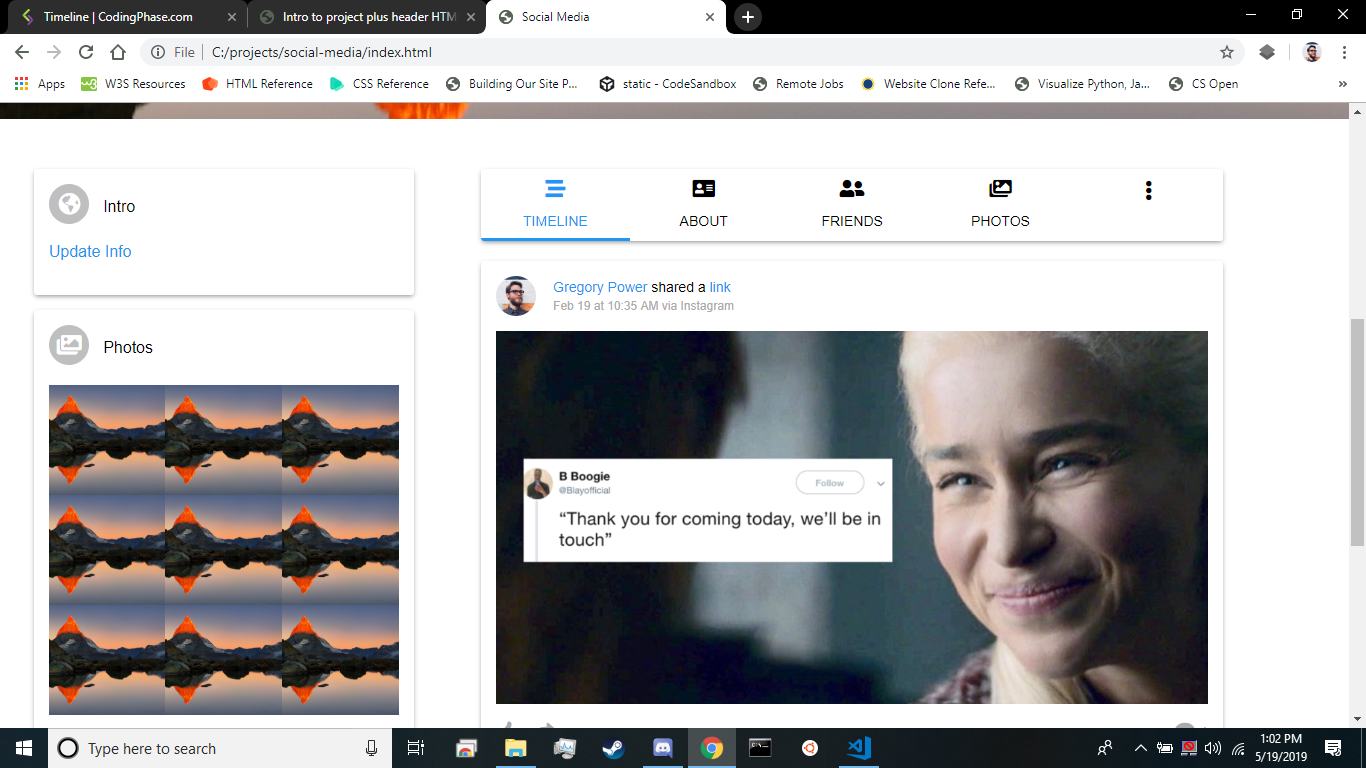 Timeline | CodingPhase.com
Intro to project plus header HTM
Social Media
File
C:/projects/social-media/index.html
Apps
W3S Resources
HTML Reference
CSS Reference
Building Our Site P...
static - CodeSandbox
Remote Jobs
Website Clone Refe...
Visualize Python, Ja...
CS Open
»
Intro
Update Info
Photos
TIMELINE
ABOUT
FRIENDS
PHOTOS
Gregory Power shared a link
Feb 19 at 10:35 AM via Instagram
B Boogie
@Blayofficial
Follow
“Thank you for coming today, we’ll be in
touch”
Type here to search
1:02 PM
5/19/2019